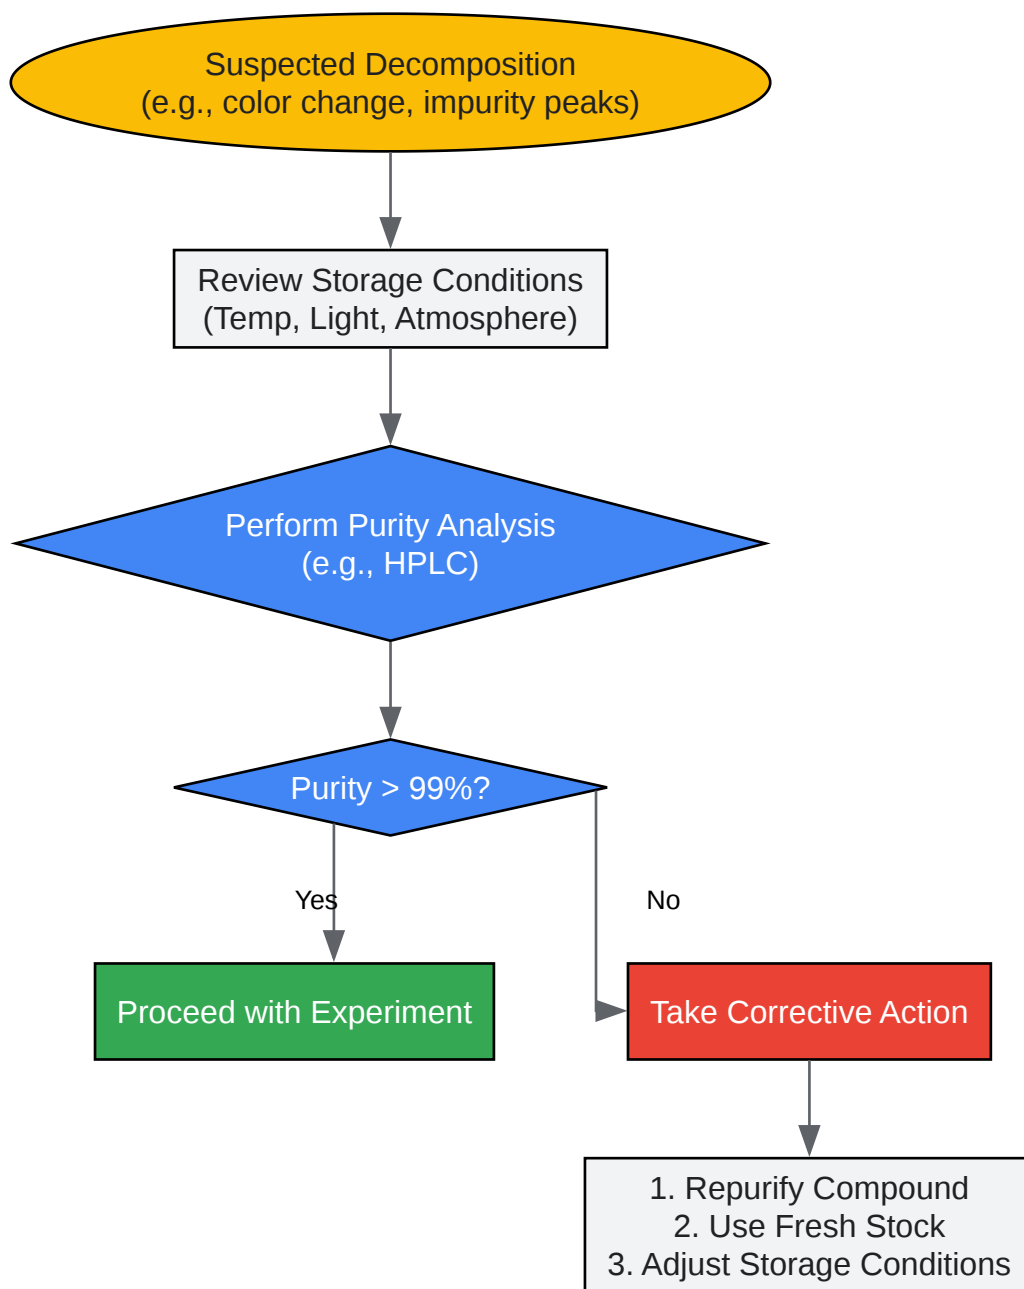 Suspected Decomposition
(e.g., color change, impurity peaks)
Review Storage Conditions
(Temp, Light, Atmosphere)
Perform Purity Analysis
(e.g., HPLC)
Purity > 99%?
Yes
No
Proceed with Experiment
Take Corrective Action
1. Repurify Compound
2. Use Fresh Stock
3. Adjust Storage Conditions